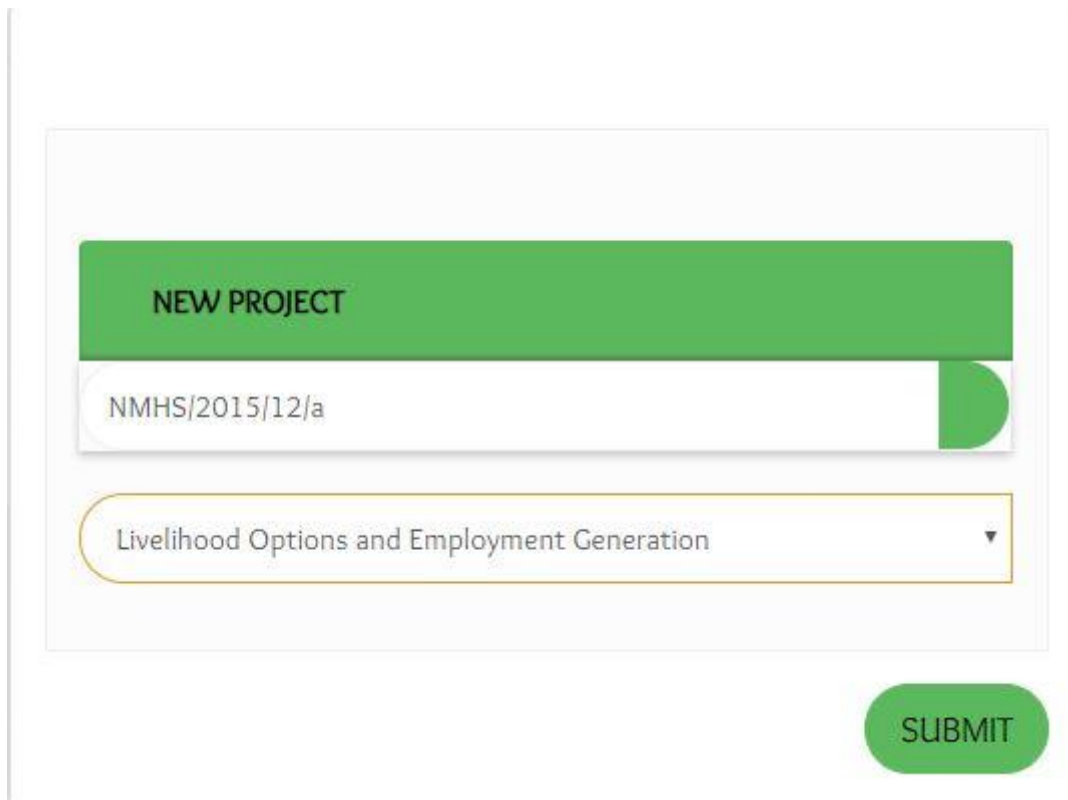 NEW PROJECT
NMHS/2015/12/a
Livelihood Options and Employment Generation
SUBMIT